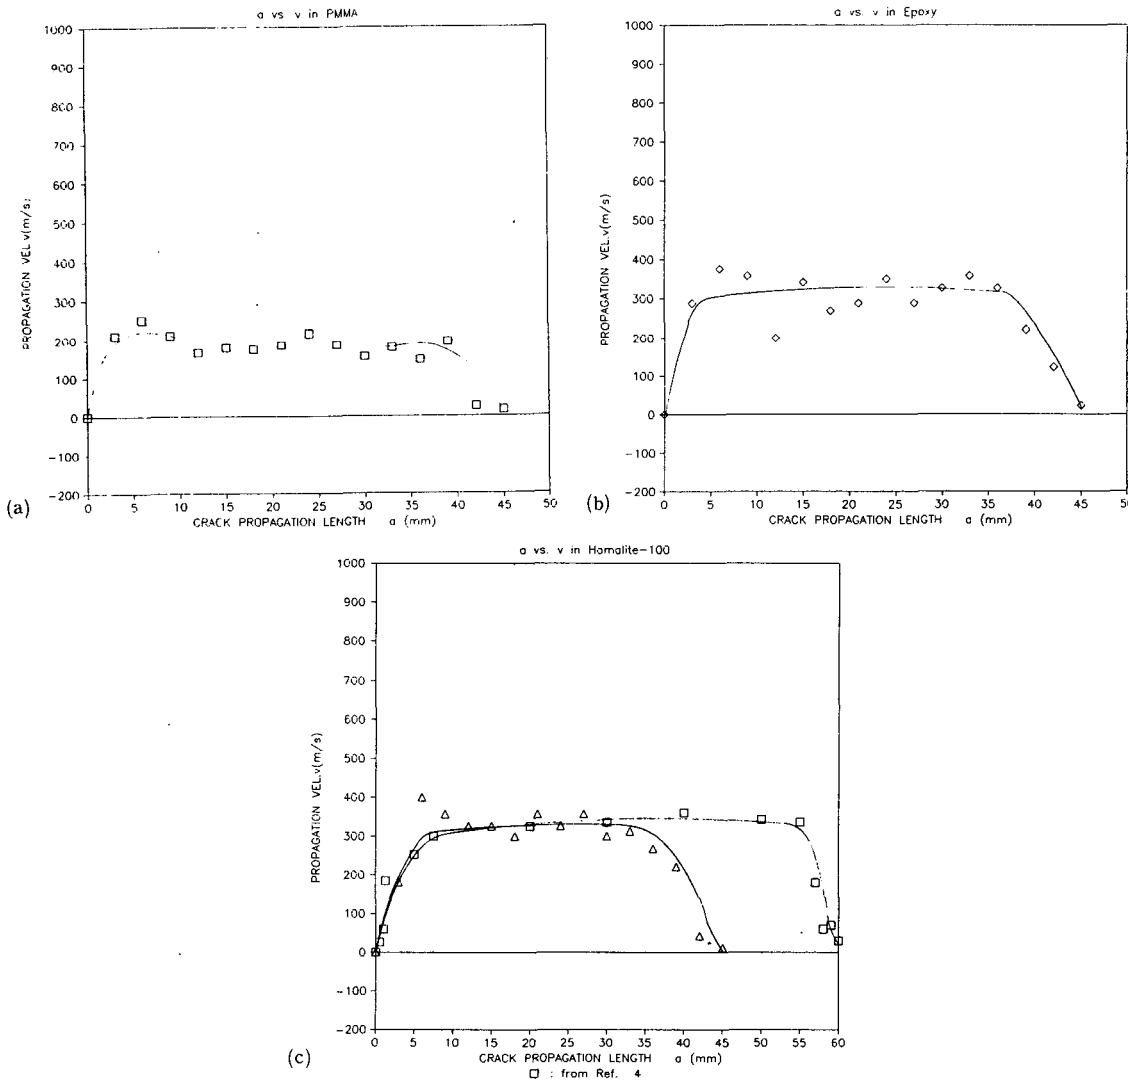 a vs v in PMMA
1000
900
800
700
600
500
400
300
200
100
0
−100
−200
PROPAGATION VEL.v(m/s)
0 5 10 15 20 25 30 35 40 45 50
CRACK PROPAGATION LENGTH a (mm)
(a)
a vs. v in Epoxy
1000
900
800
700
600
500
400
300
200
100
0
−100
−200
PROPAGATION VEL.v(m/s)
0 5 10 15 20 25 30 35 40 45 50
CRACK PROPAGATION LENGTH a (mm)
(b)
a vs. v in Homalite-100
1000
900
800
700
600
500
400
300
200
100
0
−100
−200
PROPAGATION VEL.v(m/s)
0 5 10 15 20 25 30 35 40 45 50 55 60
CRACK PROPAGATION LENGTH a (mm)
□ : from Ref. 4
(c)